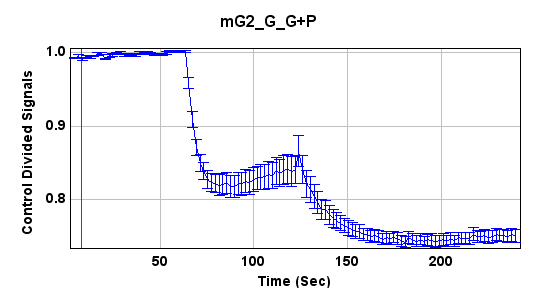 mG2_G_G+P
1.0
0.9
0.8
Control Divided Signals
50 100 150 200
Time (Sec)